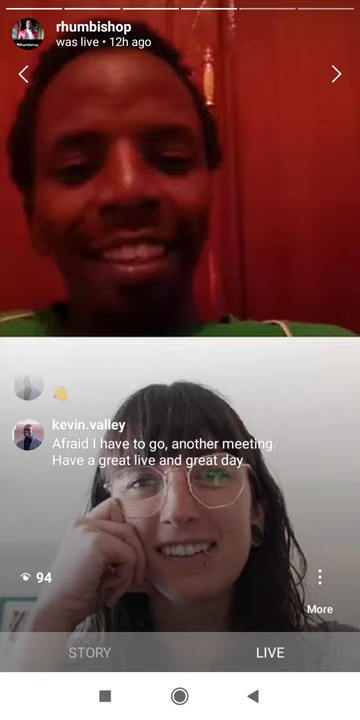 rhumbishop
was live • 12h ago
kevin.valley
Afraid I have to go, another meeting.
Have a great live and great day
94
More
STORY
LIVE